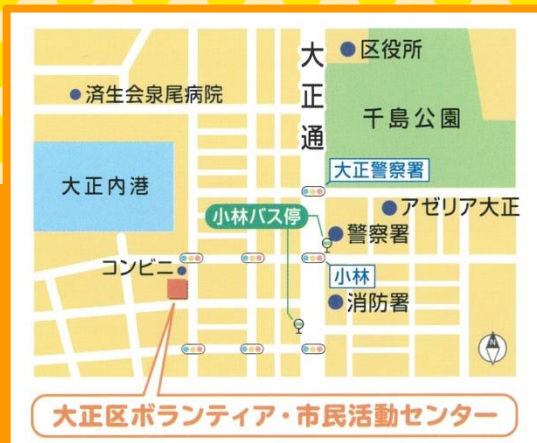 区役所
大正通
済生会泉尾病院
千島公園
大正警察署
大正内港
小林バス停
アゼリア大正
警察署
コンビニ
小林
消防署
N
大正区ボランティア・市民活動センター